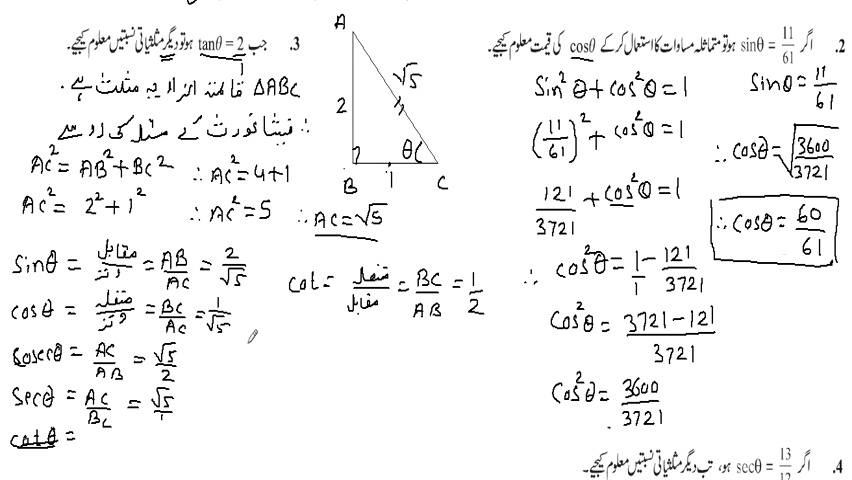 2. اگر sinθ = 11/61 ہو تو متماثلہ مساوات کا استعمال کر کے cosθ کی قیمت معلوم کیجیے۔
Sin²θ + cos²θ = 1
(11/61)² + cos²θ = 1
121/3721 + cos²θ = 1
∴ cos²θ = 1/1 − 121/3721
Cos²θ = 3721 − 121 / 3721
Cos²θ = 3600/3721
Sinθ = 11/61
∴ cosθ = √3600/3721
∴ cosθ = 60/61
3. جب tanθ = 2 ہو تو دیگر مثلثیاتی نسبتیں معلوم کیجیے۔
1
ΔABC قائمتہ الزاویہ مثلث ہے۔
∴ فیثاغورث کے مسئلہ کی رو سے
AC² = AB² + BC²
AC² = 2² + 1²
∴ AC² = 4+1
∴ AC² = 5
∴ AC = √5
A
2
√5
θ
B
1
C
Sinθ = مقابل/وتر = AB/AC = 2/√5
cosθ = متصلہ/وتر = BC/AC = 1/√5
Cosecθ = AC/AB = √5/2
Secθ = AC/BC = √5/1
cotθ =
cot = متصلہ/مقابل = BC/AB = 1/2
4. اگر secθ = 13/12 ہو، تب دیگر مثلثیاتی نسبتیں معلوم کیجیے۔